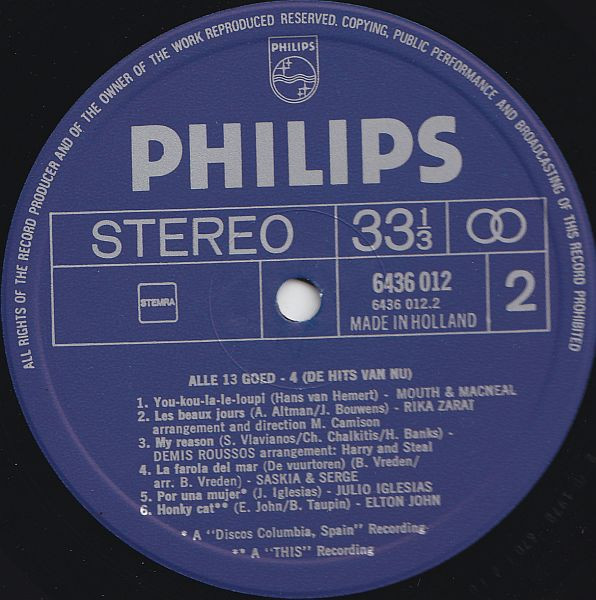 ALL RIGHTS OF THE RECORD PRODUCER AND OF THE OWNER OF THE WORK REPRODUCED RESERVED. COPYING, PUBLIC PERFORMANCE AND BROADCASTING OF THIS RECORD PROHIBITED
PHILIPS
PHILIPS
STEREO 33 1/3
STEMRA
6436 012
6436 012.2
MADE IN HOLLAND
2
ALLE 13 GOED - 4 (DE HITS VAN NU)
1. You-kou-la-le-loupi (Hans van Hemert) - MOUTH & MACNEAL
2. Les beaux jours (A. Altman/J. Bouwens) - RIKA ZARAT
arrangement and direction M. Camison
3. My reason (S. Vlavianos/Ch. Chalkitis/H. Banks) -
DEMIS ROUSSOS arrangement: Harry and Steal
4. La farola del mar (De vuurtoren) (B. Vreden/
arr. B. Vreden) - SASKIA & SERGE
5. Por una mujer* (J. Iglesias) - JULIO IGLESIAS
6. Honky cat** (E. John/B. Taupin) - ELTON JOHN
* A "Discos Columbia, Spain" Recording
** A "THIS" Recording